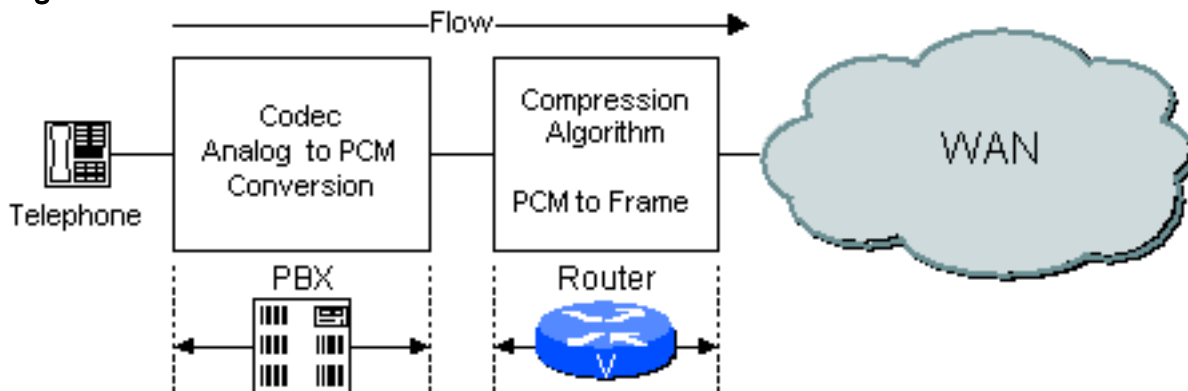 Flow
Codec
Analog to PCM
Conversion
Compression
Algorithm
PCM to Frame
WAN
Telephone
PBX
Router
V